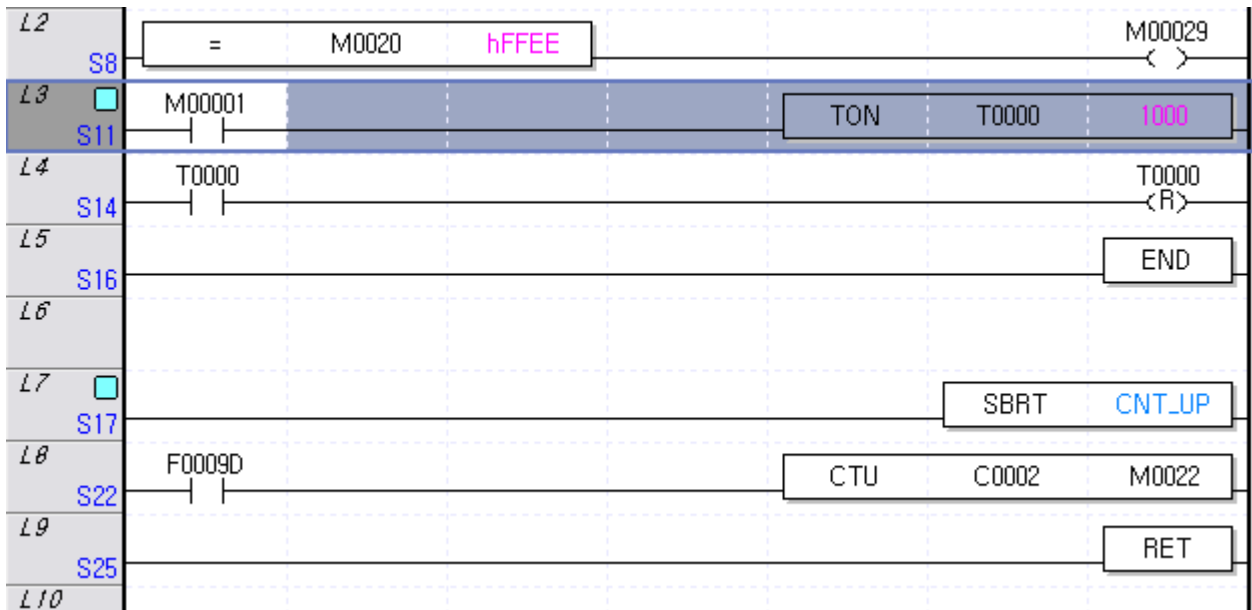 L2
S8
= M0020 hFFEE
M00029
L3
S11
M00001
TON T0000 1000
L4
S14
T0000
T0000
R
L5
S16
END
L6
L7
S17
SBRT CNT_UP
L8
S22
F0009D
CTU C0002 M0022
L9
S25
RET
L10